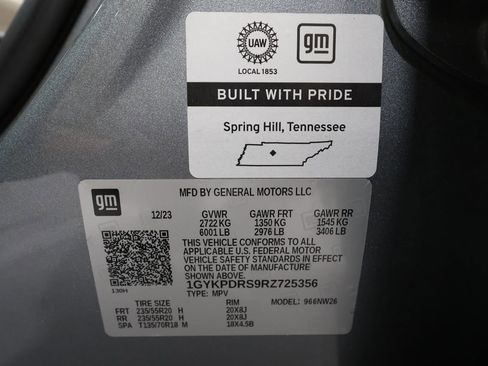 UAW
gm
LOCAL 1853
BUILT WITH PRIDE
Spring Hill, Tennessee
gm
MFD BY GENERAL MOTORS LLC
12/23 GVWR GAWR FRT GAWR RR
2722 KG 1350 KG 1545 KG
6001 LB 2976 LB 3406 LB
THIS VEHICLE CONFORMS TO ALL
APPLICABLE U.S. FEDERAL MOTOR
VEHICLE SAFETY STANDARDS IN EFFECT
ON THE DATE OF MANUFACTURE
SHOWN ABOVE.
1GYKPDRS9RZ725356
130H TYPE: MPV
TIRE SIZE RIM MODEL: 966NW26
FRT 235/55R20 H 20X8J
RR 235/55R20 H 20X8J
SPA T135/70R18 M 18X4.5B